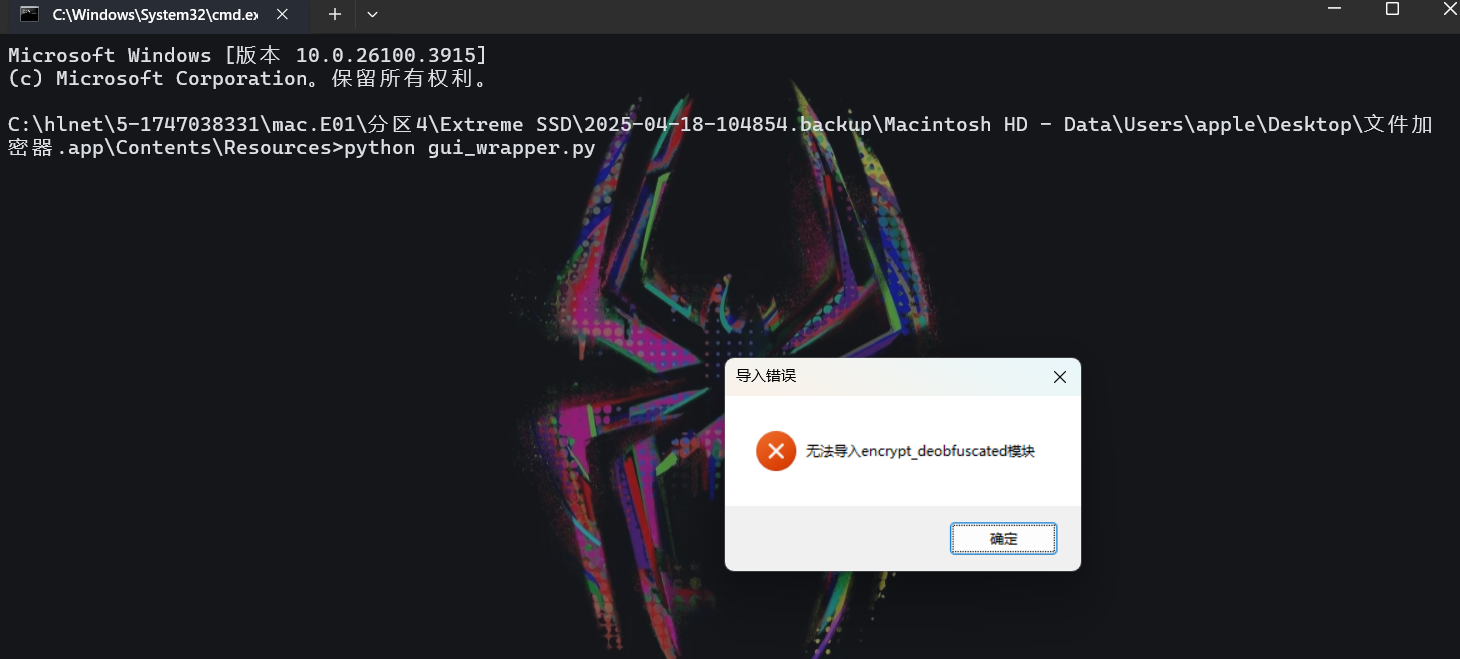 C:\Windows\System32\cmd.ex
Microsoft Windows [版本 10.0.26100.3915]
(c) Microsoft Corporation。保留所有权利。
C:\hlnet\5-1747038331\mac.E01\分区4\Extreme SSD\2025-04-18-104854.backup\Macintosh HD - Data\Users\apple\Desktop\文件加
密器.app\Contents\Resources>python gui_wrapper.py
导入错误
无法导入encrypt_deobfuscated模块
确定